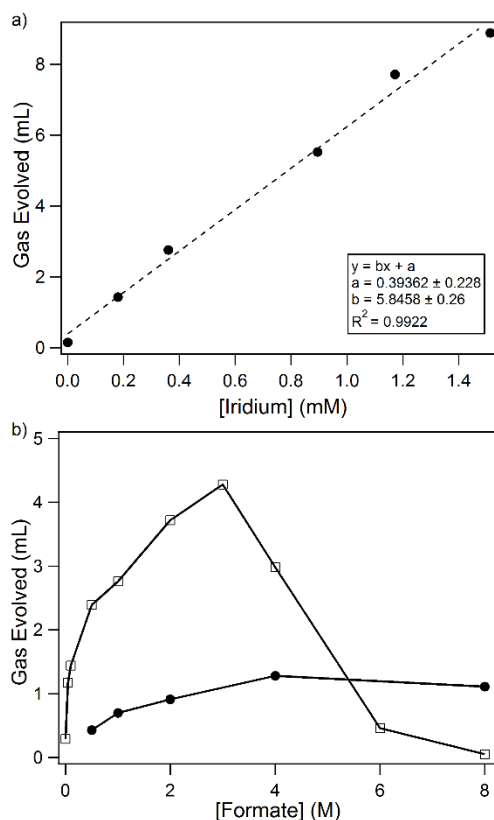 a)
Gas Evolved (mL)
8
6
4
2
0
y = bx + a
a = 0.39362 ± 0.228
b = 5.8458 ± 0.26
R² = 0.9922
0.0 0.2 0.4 0.6 0.8 1.0 1.2 1.4
[Iridium] (mM)
b)
Gas Evolved (mL)
5
4
3
2
1
0
0 2 4 6 8
[Formate] (M)